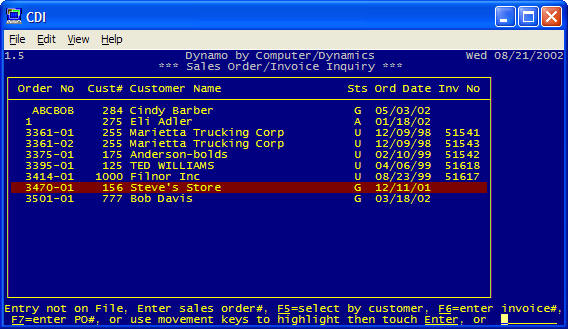 CDI
File Edit View Help
1.5 Dynamo by Computer/Dynamics Wed 08/21/2002
*** Sales Order/Invoice Inquiry ***
Order No Cust# Customer Name Sts Ord Date Inv No
ABCBOB 284 Cindy Barber G 05/03/02
1 275 Eli Adler A 01/18/02
3361-01 255 Marietta Trucking Corp U 12/09/98 51541
3361-02 255 Marietta Trucking Corp U 12/09/98 51543
3375-01 175 Anderson-bolds U 02/10/99 51542
3395-01 125 TED WILLIAMS U 04/06/99 51618
3414-01 1000 Filnor Inc U 08/23/99 51617
3470-01 156 Steve's Store G 12/11/01
3501-01 777 Bob Davis G 03/18/02
Entry not on File, Enter sales order#, F5=select by customer, F6=enter invoice#,
F7=enter PO#, or use movement keys to highlight then touch Enter, or